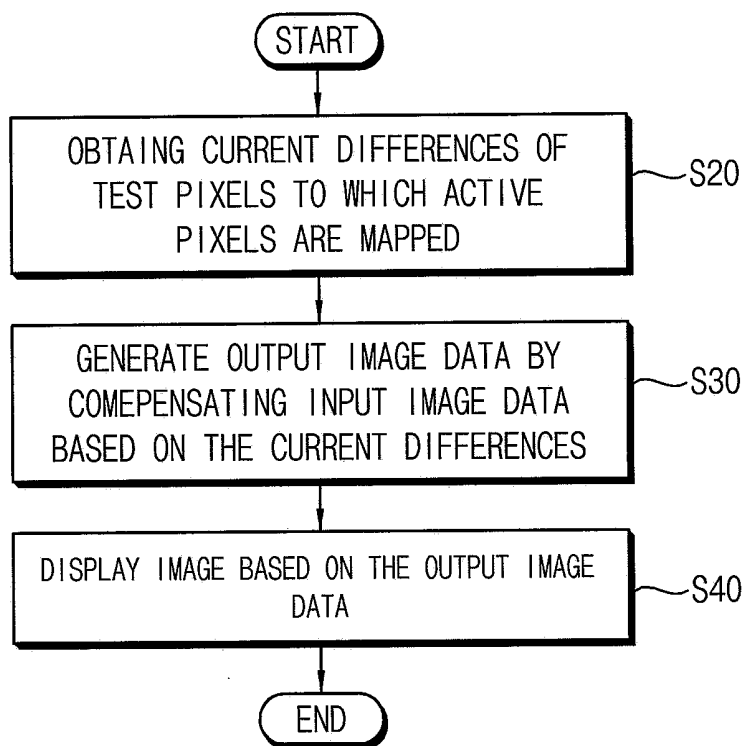 START
OBTAING CURRENT DIFFERENCES OF
TEST PIXELS TO WHICH ACTIVE
PIXELS ARE MAPPED
S20
GENERATE OUTPUT IMAGE DATA BY
COMEPENSATING INPUT IMAGE DATA
BASED ON THE CURRENT DIFFERENCES
S30
DISPLAY IMAGE BASED ON THE OUTPUT IMAGE
DATA
S40
END